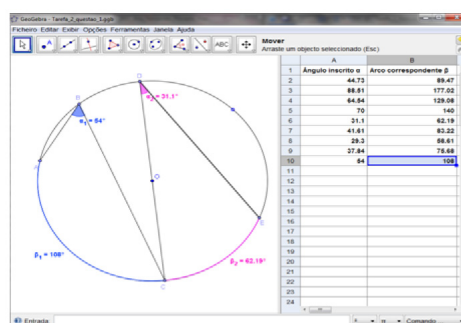 GeoGebra - Tarefa_2_questao_1.ggb
Ficheiro Editar Exibir Opções Ferramentas Janela Ajuda
ABC
Mover
Arraste um objecto seleccionado (Esc)
A B
1 Ângulo inscrito α Arco correspondente β
2 44.73 89.47
3 88.51 177.02
4 64.54 129.08
5 70 140
6 31.1 62.19
7 41.61 83.22
8 29.3 58.61
9 37.84 75.68
10 54 108
11
12
13
14
15
16
17
18
19
20
21
22
23
24
D
B
α₂ = 31.1°
α₁ = 54°
A
O
E
β₁ = 108°
β₂ = 62.19°
C
Entrada
Comando ...